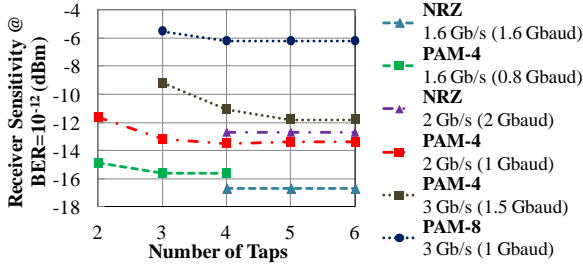 Receiver Sensitivity @
BER=10⁻¹² (dBm)
-4
-6
-8
-10
-12
-14
-16
-18
2 3 4 5 6
Number of Taps
NRZ
1.6 Gb/s (1.6 Gbaud)
PAM-4
1.6 Gb/s (0.8 Gbaud)
NRZ
2 Gb/s (2 Gbaud)
PAM-4
2 Gb/s (1 Gbaud)
PAM-4
3 Gb/s (1.5 Gbaud)
PAM-8
3 Gb/s (1 Gbaud)